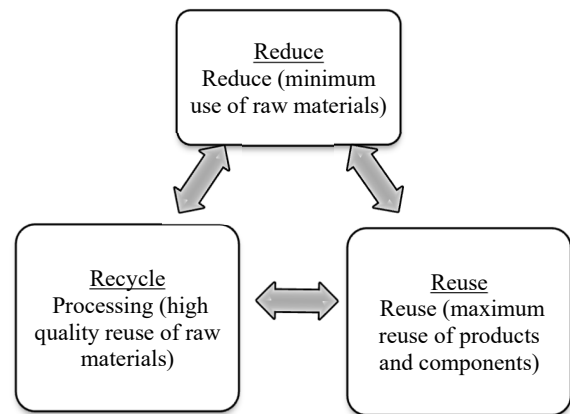 Reduce
Reduce (minimum
use of raw materials)
Recycle
Processing (high
quality reuse of raw
materials)
Reuse
Reuse (maximum
reuse of products
and components)